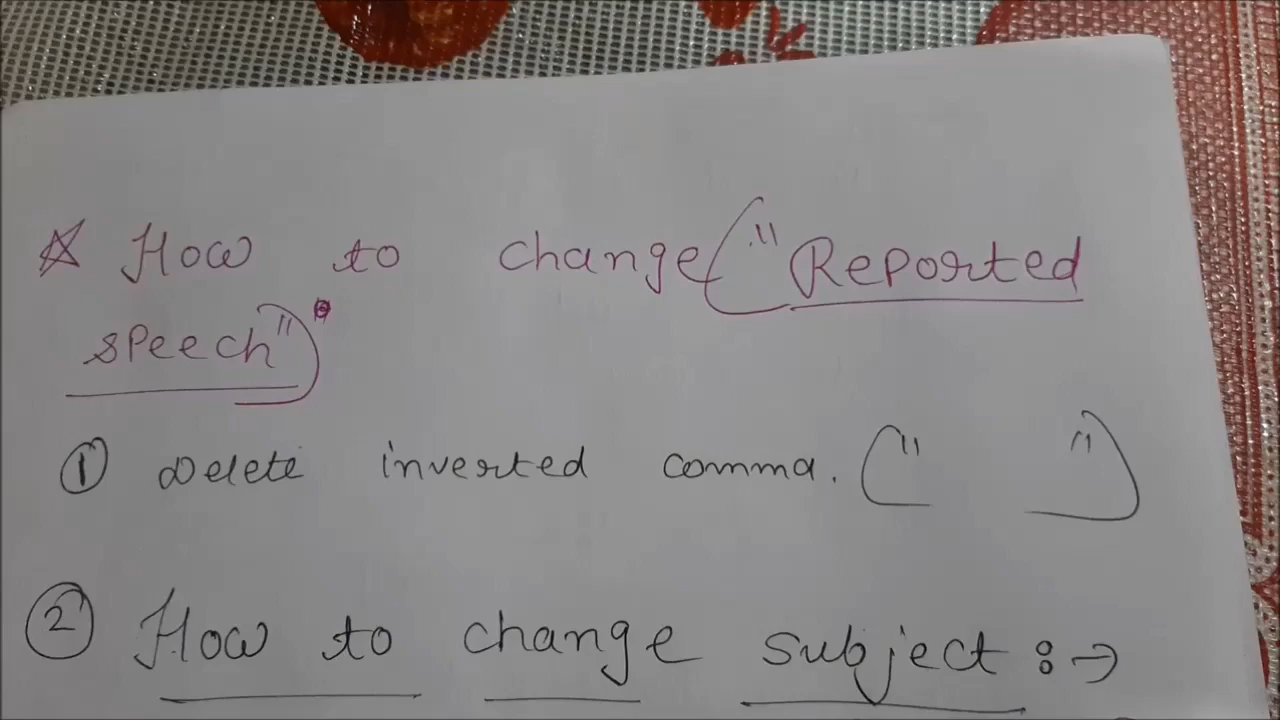 ☆ How to change ("Reported
speech")
① Delete inverted comma. (" ")
② How to change subject :→